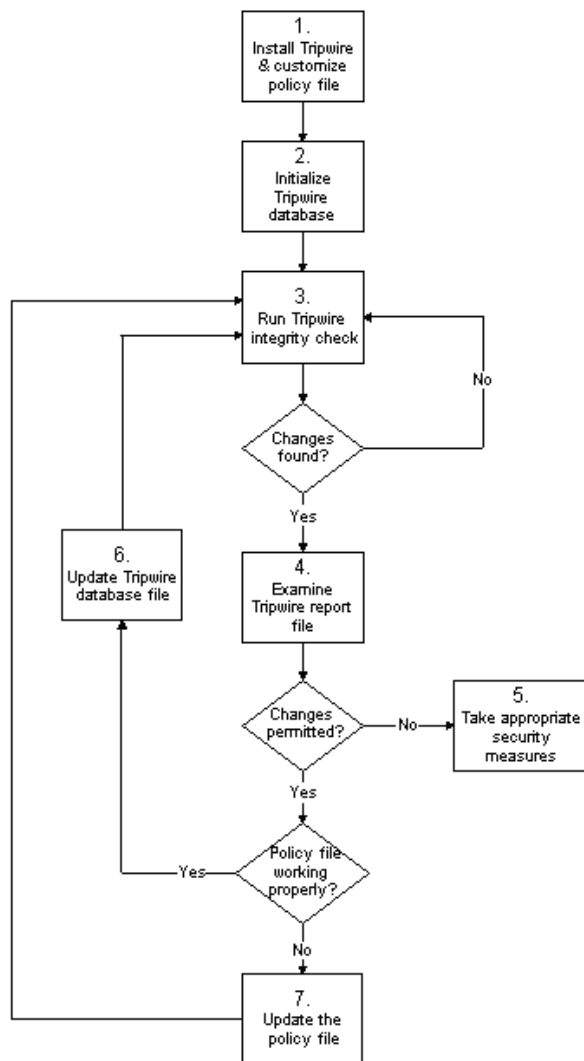 1.
Install Tripwire
& customize
policy file
2.
Initialize
Tripwire
database
3.
Run Tripwire
integrity check
No
Changes
found?
Yes
4.
Examine
Tripwire report
file
6.
Update Tripwire
database file
Changes
permitted?
No
5.
Take appropriate
security
measures
Yes
Policy file
working
properly?
Yes
No
7.
Update the
policy file